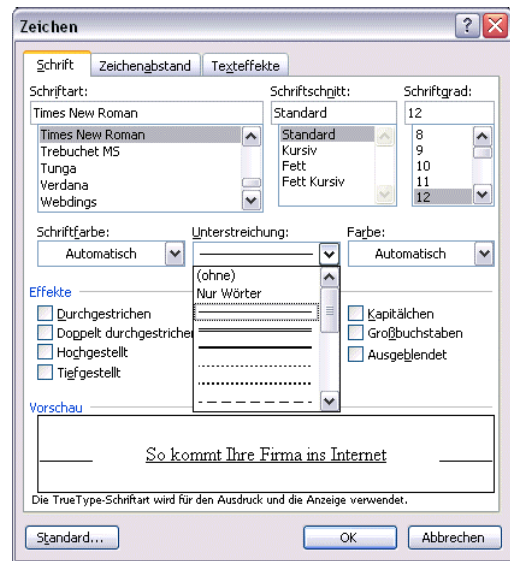 Zeichen
Schrift Zeichenabstand Texteffekte
Schriftart: Schriftschnitt: Schriftgrad:
Times New Roman Standard 12
Times New Roman Standard 8
Trebuchet MS Kursiv 9
Tunga Fett 10
Verdana Fett Kursiv 11
Webdings 12
Schriftfarbe: Unterstreichung: Farbe:
Automatisch Automatisch
(ohne)
Effekte Nur Wörter
Durchgestrichen Kapitälchen
Doppelt durchgestrichen Großbuchstaben
Hochgestellt Ausgeblendet
Tiefgestellt
Vorschau
So kommt Ihre Firma ins Internet
Die TrueType-Schriftart wird für den Ausdruck und die Anzeige verwendet.
Standard... OK Abbrechen